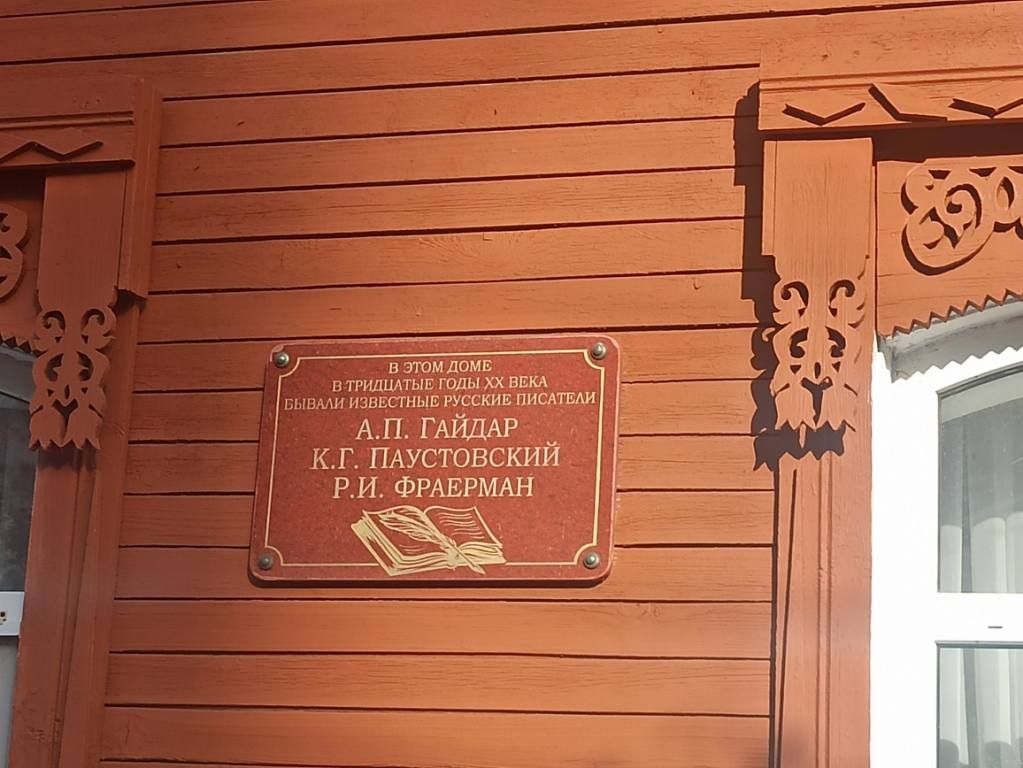 В ЭТОМ ДОМЕ
В ТРИДЦАТЫЕ ГОДЫ XX ВЕКА
БЫВАЛИ ИЗВЕСТНЫЕ РУССКИЕ ПИСАТЕЛИ
А.П. ГАЙДАР
К.Г. ПАУСТОВСКИЙ
Р.И. ФРАЕРМАН